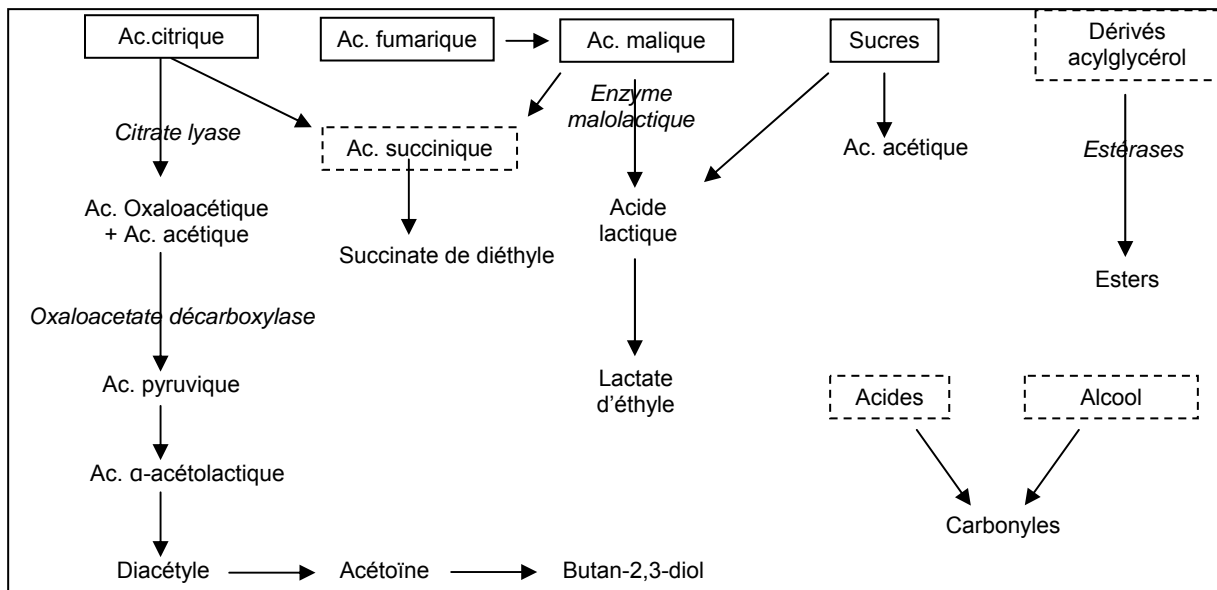 Ac.citrique
Ac. fumarique
Ac. malique
Sucres
Dérivés
acylglycérol
Enzyme
malolactique
Citrate lyase
Ac. succinique
Ac. acétique
Estérases
Ac. Oxaloacétique
+ Ac. acétique
Acide
lactique
Succinate de diéthyle
Esters
Oxaloacetate décarboxylase
Ac. pyruvique
Lactate
d’éthyle
Acides
Alcool
Ac. α-acétolactique
Carbonyles
Diacétyle
Acétoïne
Butan-2,3-diol